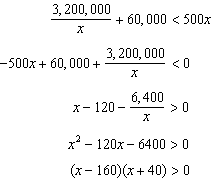 3,200,000/x + 60,000 < 500x
-500x + 60,000 + 3,200,000/x < 0
x - 120 - 6,400/x > 0
x² - 120x - 6400 > 0
(x - 160)(x + 40) > 0